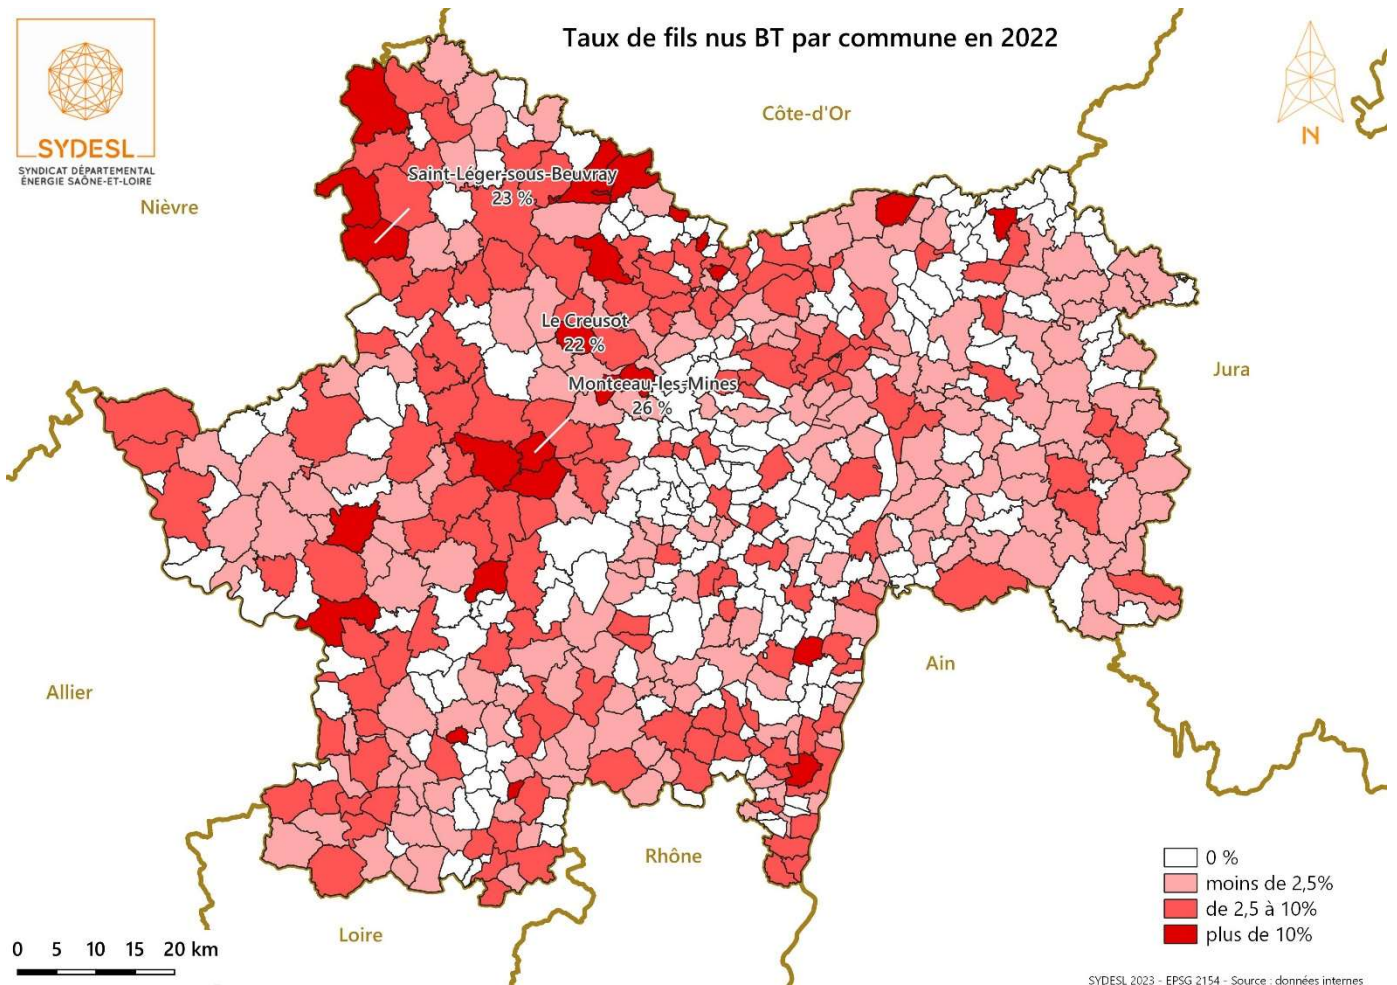 Taux de fils nus BT par commune en 2022
SYDESL
SYNDICAT DÉPARTEMENTAL
ÉNERGIE SAÔNE-ET-LOIRE
Côte-d'Or
N
Nièvre
Saint-Léger-sous-Beuvray
23 %
Le Creusot
22 %
Montceau-les-Mines
26 %
Jura
Allier
Ain
Rhône
Loire
0 %
moins de 2,5%
de 2,5 à 10%
plus de 10%
0 5 10 15 20 km
SYDESL 2023 - EPSG 2154 - Source : données internes